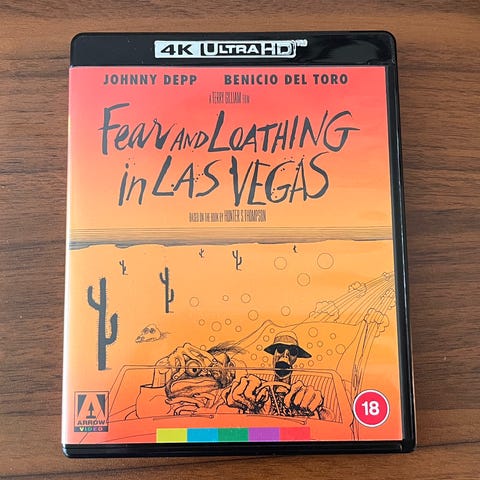 4K ULTRA HD
JOHNNY DEPP BENICIO DEL TORO
A TERRY GILLIAM FILM
Fear AND LOATHING
in LAS VEGAS
BASED ON THE BOOK BY HUNTER S. THOMPSON
ARROW
VIDEO
18